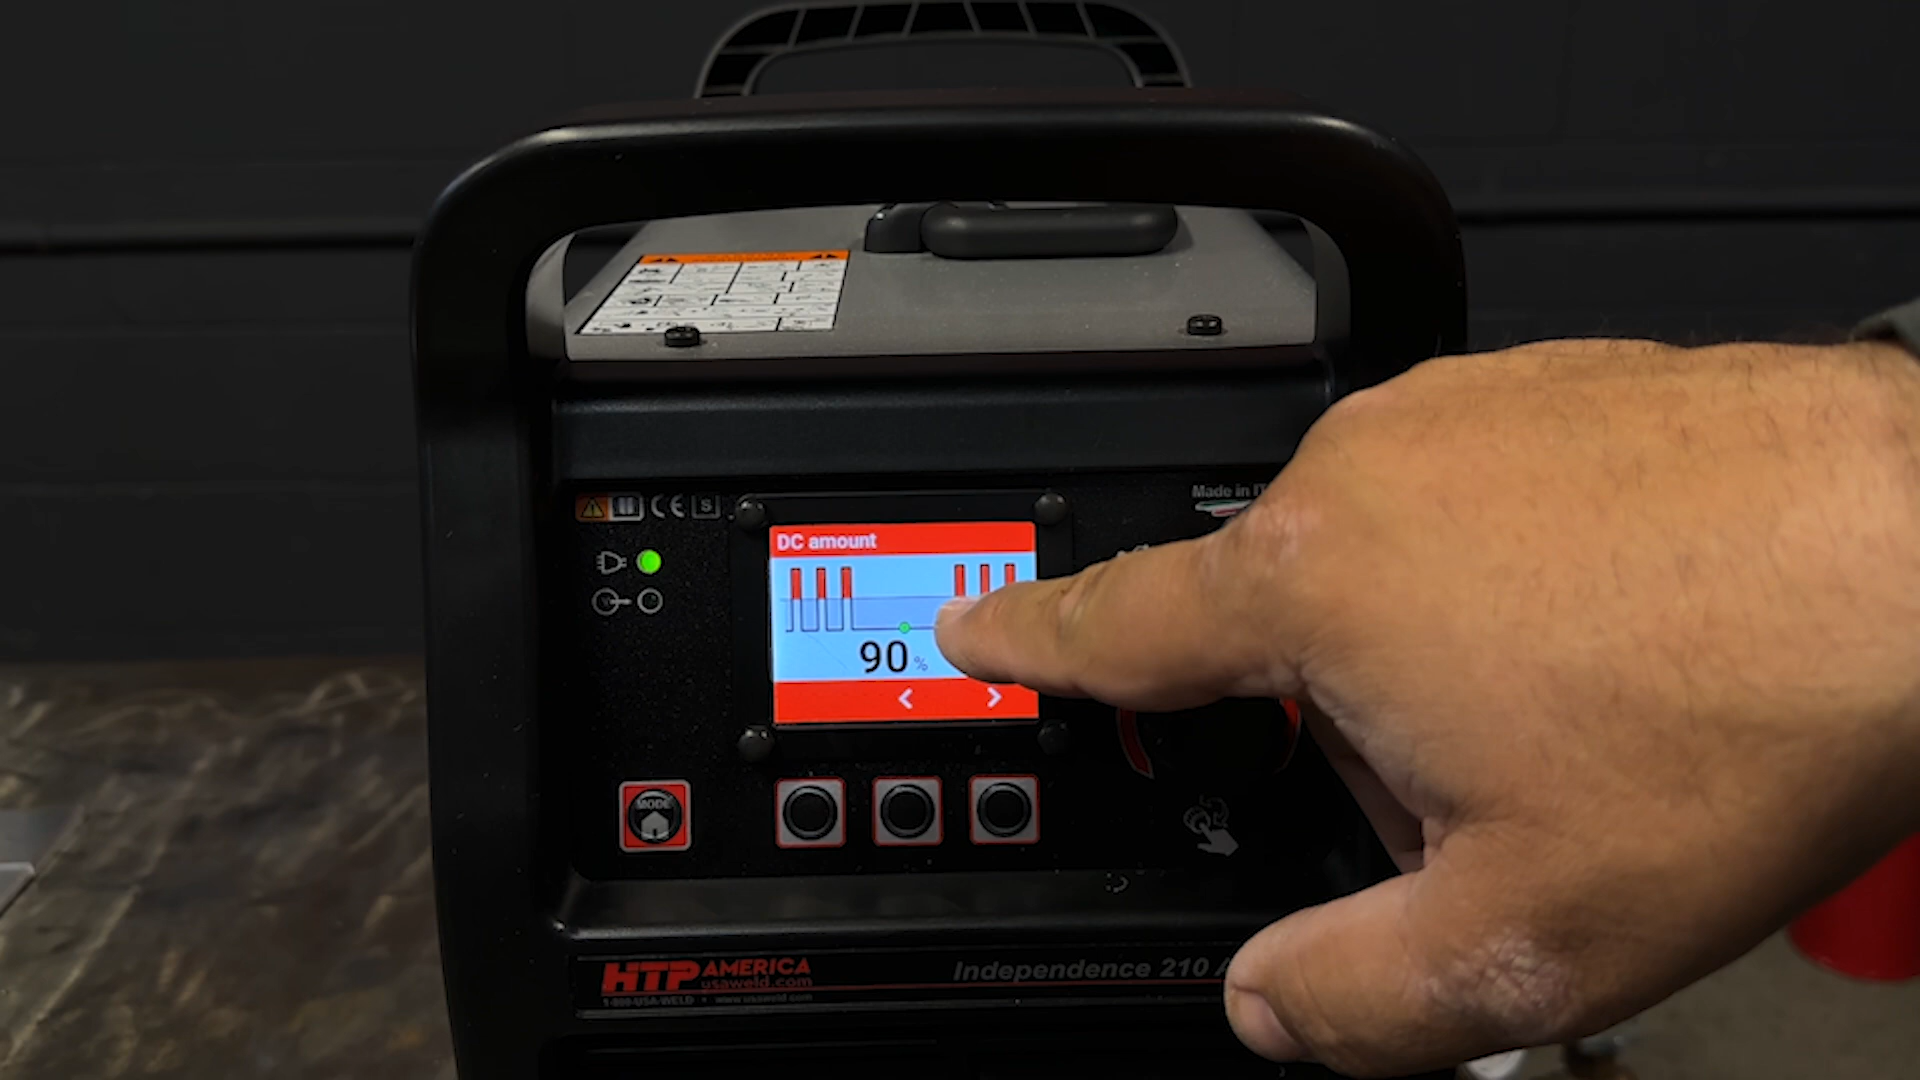 CE S
Made in
DC amount
90 %
MODE
HTP AMERICA
usaweld.com
1-800-USA-WELD • www.usaweld.com
Independence 210